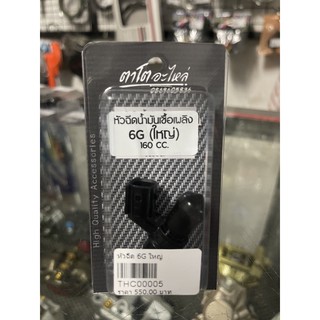 ตาโตอะไหล่
หัวฉีดน้ำมันเชื้อเพลิง
6G (ใหญ่)
160 CC.
High Quality Accessories
หัวฉีด 6G ใหญ่
THC00005
ราคา 550.00 บาท